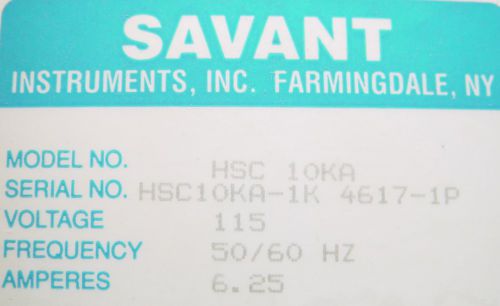 SAVANT
INSTRUMENTS, INC. FARMINGDALE, NY
MODEL NO. HSC 10KA
SERIAL NO. HSC10KA-1K 4617-1P
VOLTAGE 115
FREQUENCY 50/60 HZ
AMPERES 6.25